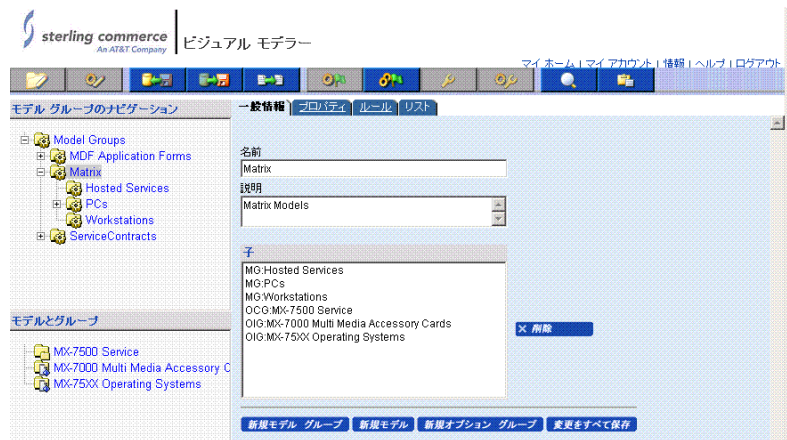 sterling commerce
An AT&T Company
ビジュアル モデラー
マイ ホーム | マイ アカウント | 情報 | ヘルプ | ログアウト
モデル グループのナビゲーション
Model Groups
MDF Application Forms
Matrix
Hosted Services
PCs
Workstations
ServiceContracts
モデルとグループ
MX-7500 Service
MX-7000 Multi Media Accessory C
MX-75XX Operating Systems
一般情報 プロパティ ルール リスト
名前
Matrix
説明
Matrix Models
子
MG:Hosted Services
MG:PCs
MG:Workstations
OCG:MX-7500 Service
OIG:MX-7000 Multi Media Accessory Cards
OIG:MX-75XX Operating Systems
× 削除
新規モデル グループ 新規モデル 新規オプション グループ 変更をすべて保存